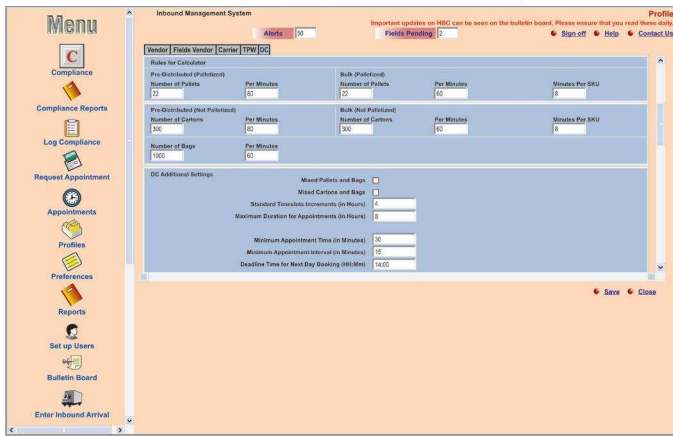 Menu
C
Compliance
Compliance Reports
Log Compliance
Request Appointment
Appointments
Profiles
Preferences
Reports
Set up Users
Bulletin Board
Enter Inbound Arrival
Inbound Management System
Profile
Important updates on HBC can be seen on the bulletin board. Please ensure that you read these daily.
Alerts 50 Fields Pending 2 Sign off Help Contact Us
Vendor Fields Vendor Carrier TPW DC
Rules for Calculator
Pre-Distributed (Palletized) Bulk (Palletized)
Number of Pallets Per Minutes Number of Pallets Per Minutes Minutes Per SKU
22 80 22 60 8
Pre-Distributed (Not Palletized) Bulk (Not Palletized)
Number of Cartons Per Minutes Number of Cartons Per Minutes Minutes Per SKU
300 80 300 60 8
Number of Bags Per Minutes
1000 60
DC Additional Settings
Mixed Pallets and Bags
Mixed Cartons and Bags
Standard Timeslots Increments (in Hours) 4
Maximum Duration for Appointments (in Hours) 8
Minimum Appointment Time (in Minutes) 30
Minimum Appointment Interval (in Minutes) 15
Deadline Time for Next Day Booking (HH:Mm) 14:00
Save Close